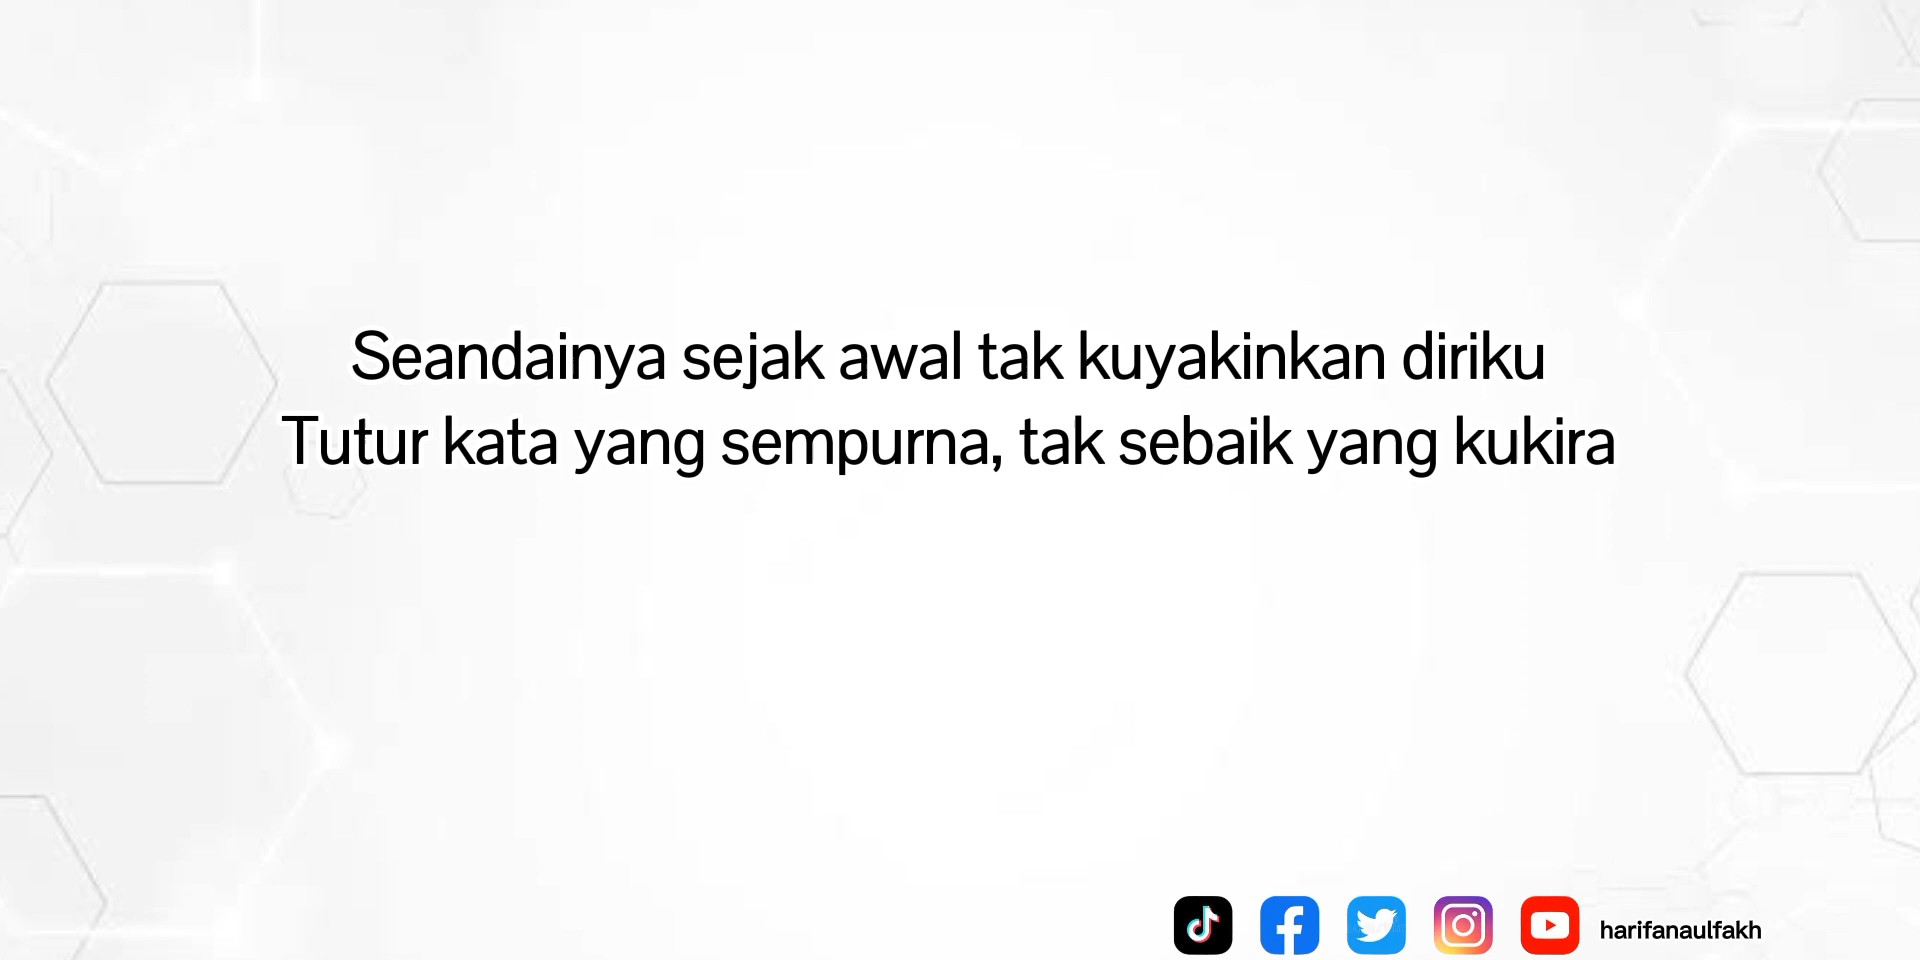 Seandainya sejak awal tak kuyakinkan diriku
Tutur kata yang sempurna, tak sebaik yang kukira
harifanaulfakh